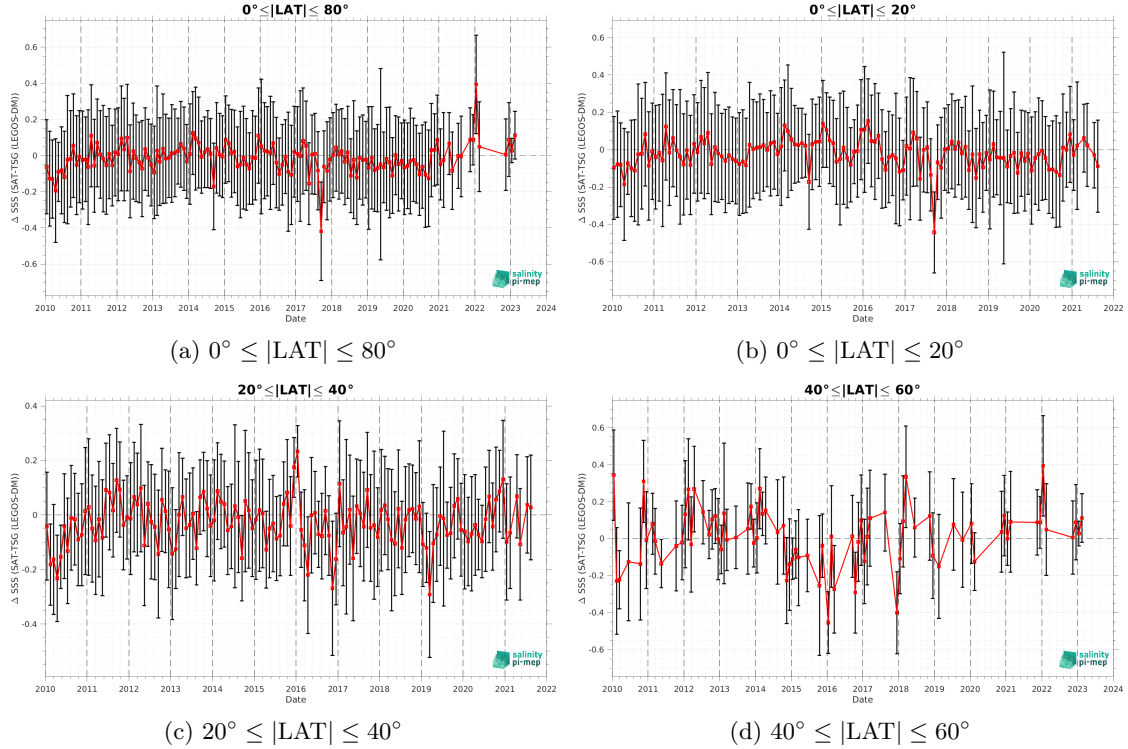 0°≤|LAT|≤ 80°
Δ SSS (SAT-TSG (LEGOS-DM))
0.6
0.4
0.2
0
-0.2
-0.4
-0.6
2010 2011 2012 2013 2014 2015 2016 2017 2018 2019 2020 2021 2022 2023 2024
Date
salinity
pi-mep
(a) 0° ≤ |LAT| ≤ 80°
0°≤|LAT|≤ 20°
Δ SSS (SAT-TSG (LEGOS-DM))
0.6
0.4
0.2
0
-0.2
-0.4
-0.6
2010 2011 2012 2013 2014 2015 2016 2017 2018 2019 2020 2021 2022
Date
salinity
pi-mep
(b) 0° ≤ |LAT| ≤ 20°
20°≤|LAT|≤ 40°
Δ SSS (SAT-TSG (LEGOS-DM))
0.4
0.2
0
-0.2
-0.4
2010 2011 2012 2013 2014 2015 2016 2017 2018 2019 2020 2021 2022
Date
salinity
pi-mep
(c) 20° ≤ |LAT| ≤ 40°
40°≤|LAT|≤ 60°
Δ SSS (SAT-TSG (LEGOS-DM))
0.6
0.4
0.2
0
-0.2
-0.4
-0.6
2010 2011 2012 2013 2014 2015 2016 2017 2018 2019 2020 2021 2022 2023 2024
Date
salinity
pi-mep
(d) 40° ≤ |LAT| ≤ 60°